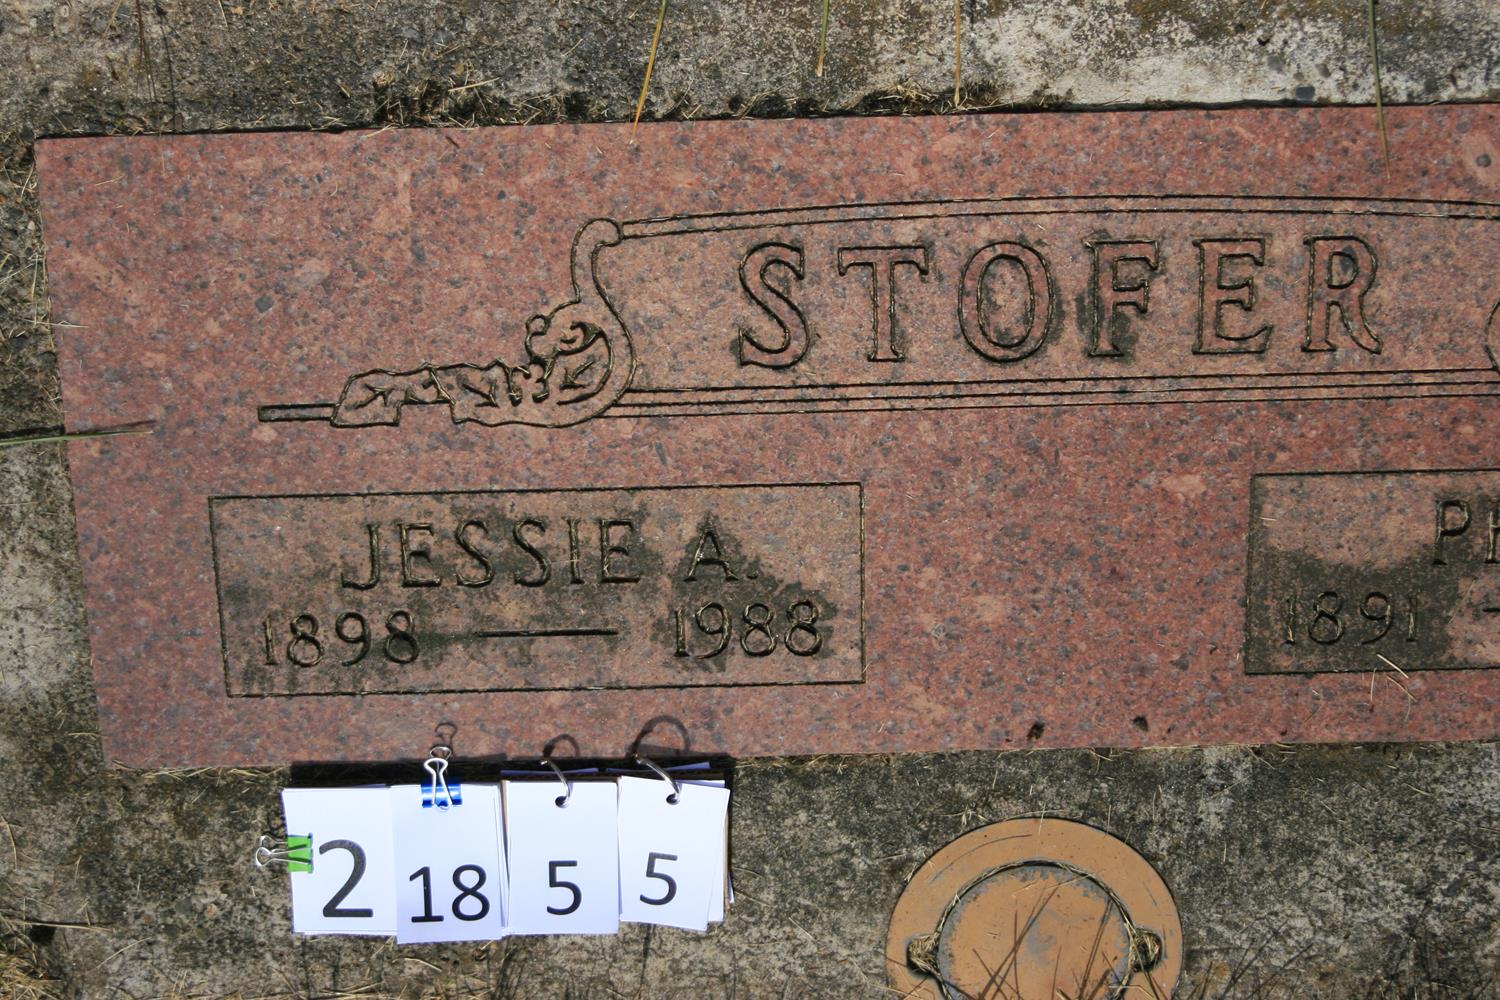 STOFER
JESSIE A.
1898 — 1988
1891 -
2 18 5 5